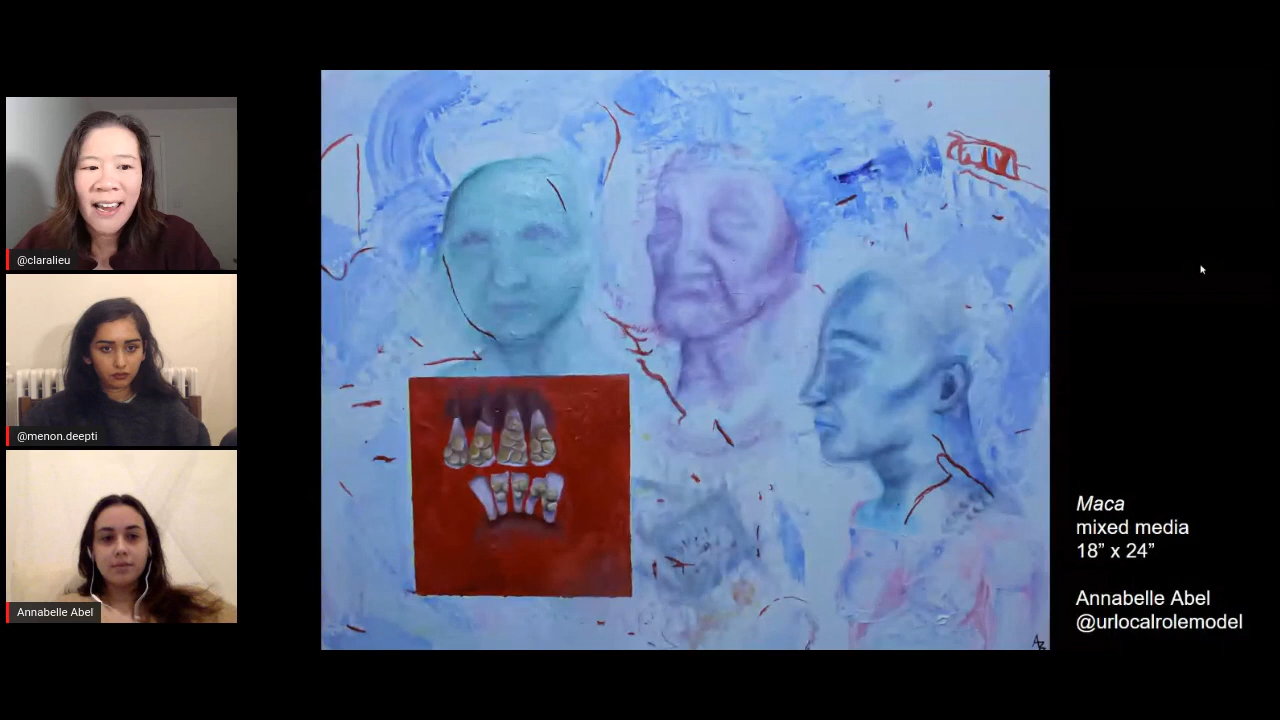 @claralieu
@menon.deepti
Annabelle Abel
Maca
mixed media
18” x 24”
Annabelle Abel
@urlocalrolemodel